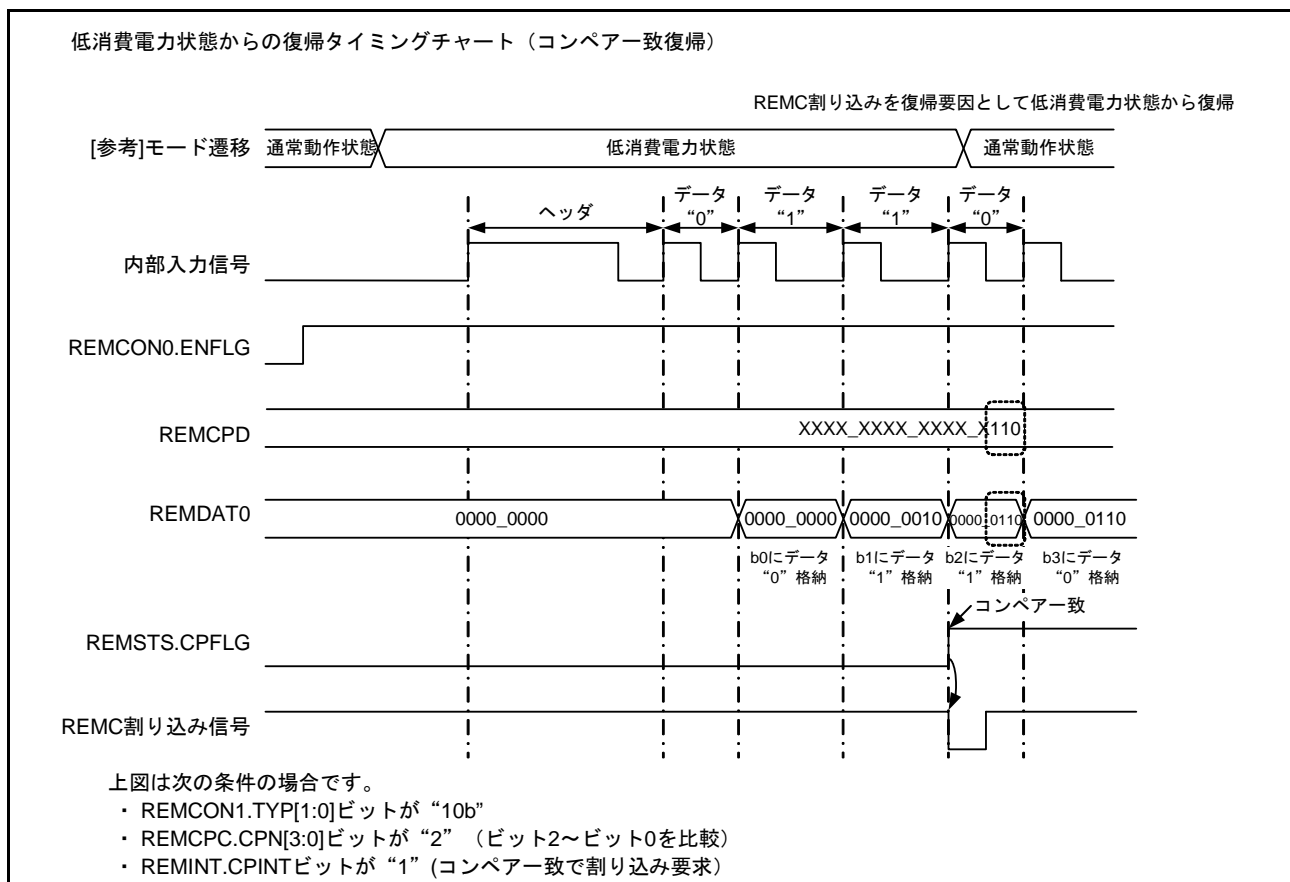 低消費電力状態からの復帰タイミングチャート（コンペアー致復帰）
REMC割り込みを復帰要因として低消費電力状態から復帰
[参考]モード遷移 通常動作状態 低消費電力状態 通常動作状態
ヘッダ データ “0” データ “1” データ “1” データ “0”
内部入力信号
REMCON0.ENFLG
REMCPD XXXX_XXXX_XXXX_X110
REMDAT0 0000_0000 0000_0000 0000_0010 0000_0110 0000_0110
b0にデータ “0” 格納 b1にデータ “1” 格納 b2にデータ “1” 格納 b3にデータ “0” 格納
コンペアー致
REMSTS.CPFLG
REMC割り込み信号
上図は次の条件の場合です。
・ REMCON1.TYP[1:0]ビットが “10b”
・ REMCPC.CPN[3:0]ビットが “2” （ビット2～ビット0を比較）
・ REMINT.CPINTビットが “1”（コンペアー致で割り込み要求）